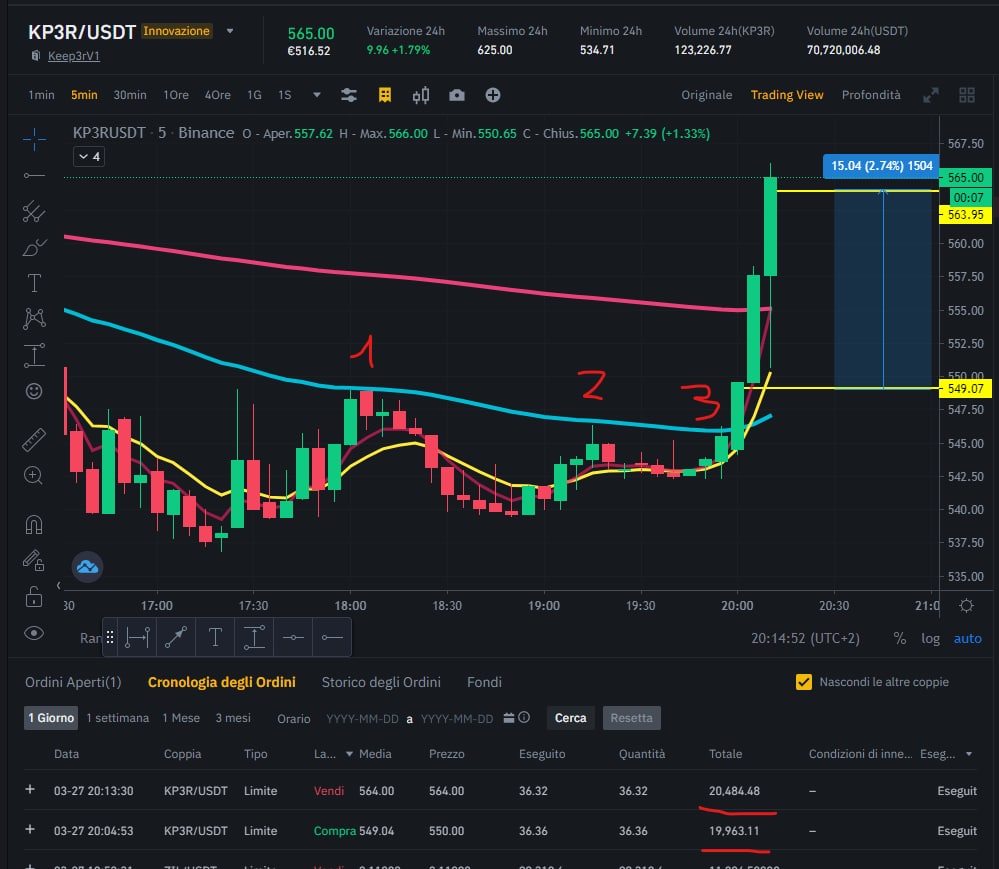 KP3R/USDT Innovazione
Keep3rV1
565.00
€516.52
Variazione 24h
9.96 +1.79%
Massimo 24h
625.00
Minimo 24h
534.71
Volume 24h(KP3R)
123,226.77
Volume 24h(USDT)
70,720,006.48
1min 5min 30min 1Ore 4Ore 1G 1S Originale Trading View Profondità
KP3RUSDT · 5 · Binance O - Aper.557.62 H - Max.566.00 L - Min.550.65 C - Chius.565.00 +7.39 (+1.33%)
4
15.04 (2.74%) 1504
567.50
565.00
00:07
563.95
560.00
557.50
555.00
552.50
550.00
549.07
547.50
545.00
542.50
540.00
537.50
535.00
1
2
3
:30 17:00 17:30 18:00 18:30 19:00 19:30 20:00 20:30 21:0
Ran
20:14:52 (UTC+2) % log auto
Ordini Aperti(1) Cronologia degli Ordini Storico degli Ordini Fondi Nascondi le altre coppie
1 Giorno 1 settimana 1 Mese 3 mesi Orario YYYY-MM-DD a YYYY-MM-DD Cerca Resetta
Data Coppia Tipo La... Media Prezzo Eseguito Quantità Totale Condizioni di inne... Eseg...
+ 03-27 20:13:30 KP3R/USDT Limite Vendi 564.00 564.00 36.32 36.32 20,484.48 – Eseguit
+ 03-27 20:04:53 KP3R/USDT Limite Compra 549.04 550.00 36.36 36.36 19,963.11 – Eseguit